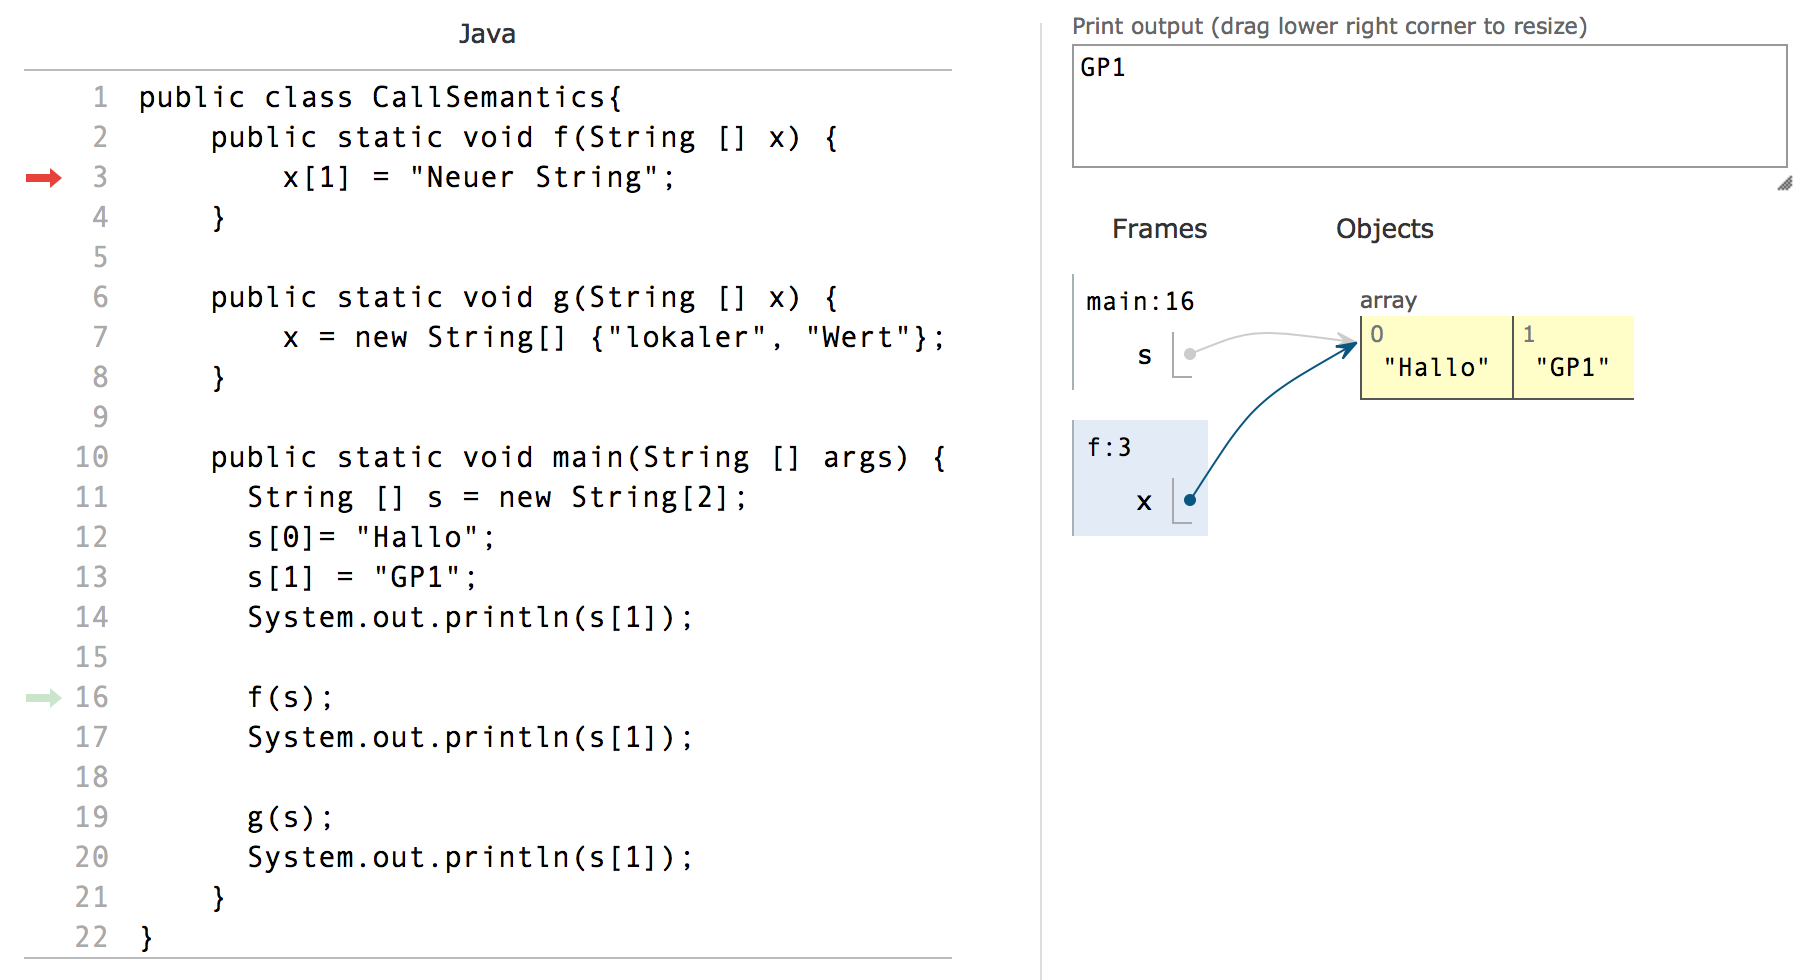 Java
1 public class CallSemantics{
2     public static void f(String [] x) {
3         x[1] = "Neuer String";
4     }
5
6     public static void g(String [] x) {
7         x = new String[] {"lokaler", "Wert"};
8     }
9
10     public static void main(String [] args) {
11       String [] s = new String[2];
12       s[0]= "Hallo";
13       s[1] = "GP1";
14       System.out.println(s[1]);
15
16       f(s);
17       System.out.println(s[1]);
18
19       g(s);
20       System.out.println(s[1]);
21     }
22 }
Print output (drag lower right corner to resize)
GP1
Frames Objects
main:16
s
array
0 1
"Hallo" "GP1"
f:3
x